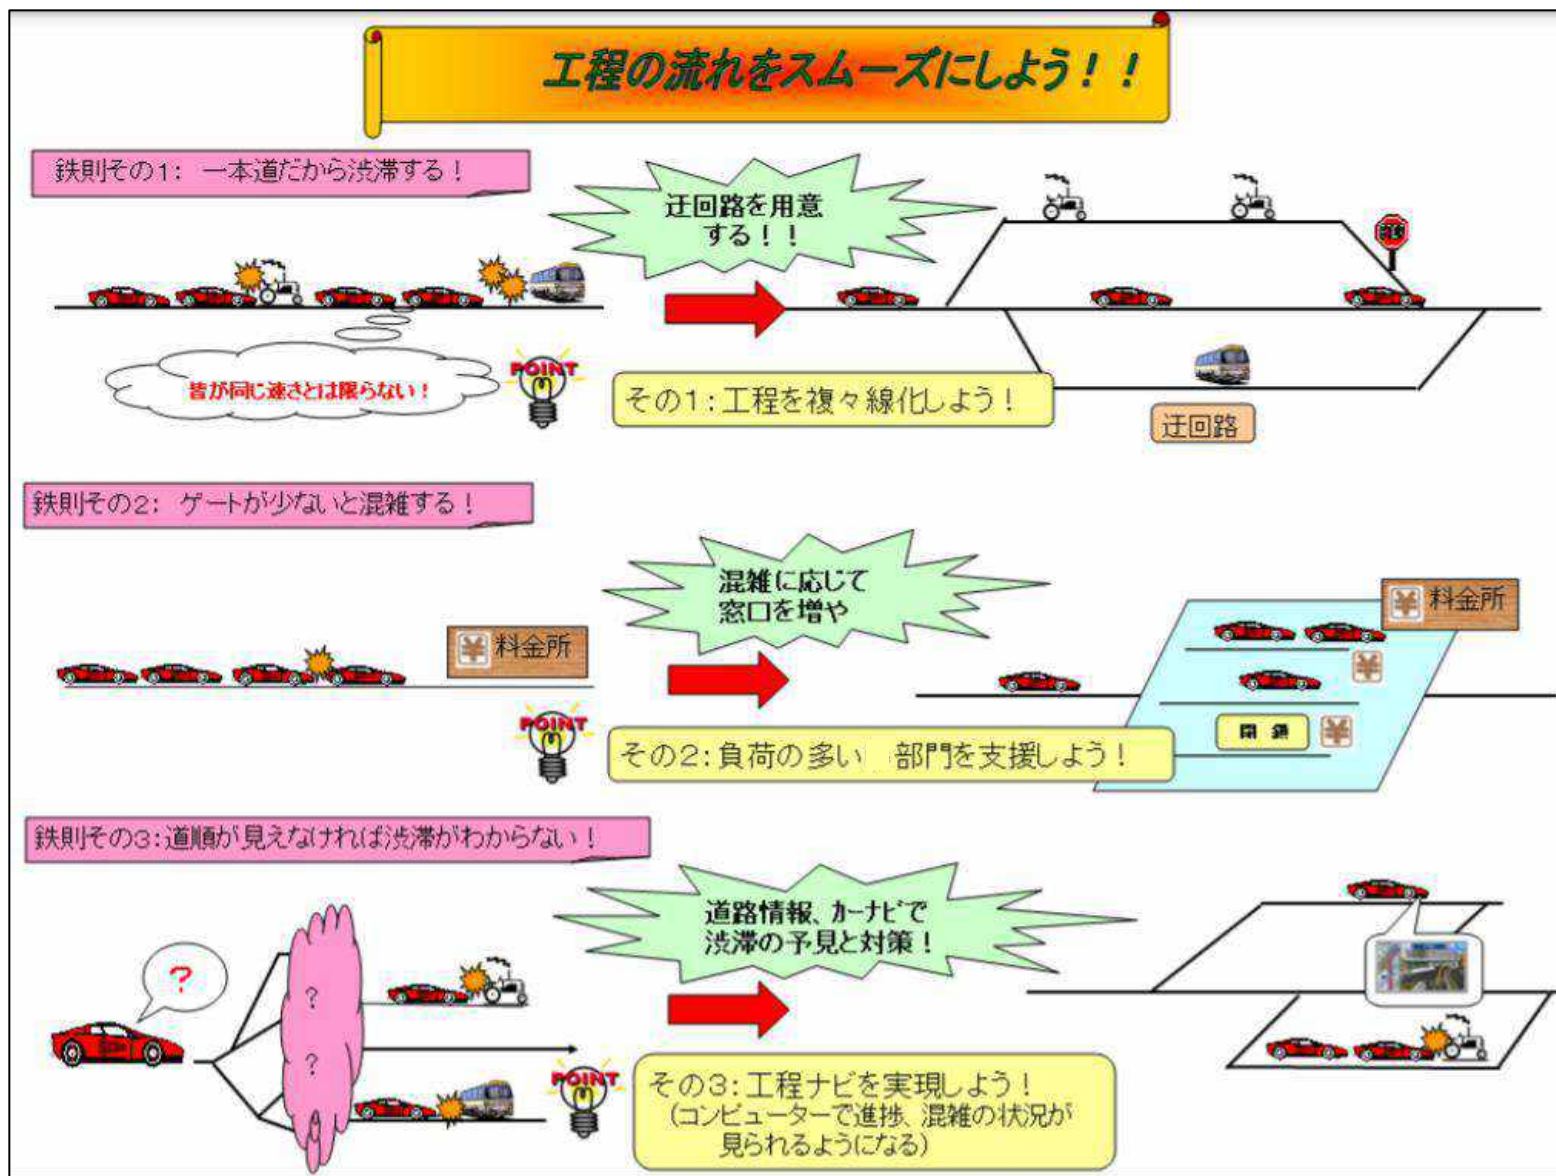 工程の流れをスムーズにしよう！！
鉄則その1： 一本道だから渋滞する！
迂回路を用意
する！！
皆が同じ速さとは限らない！
POINT
その1：工程を複々線化しよう！
迂回路
鉄則その2： ゲートが少ないと混雑する！
混雑に応じて
窓口を増や
¥ 料金所
¥ 料金所
¥
閉鎖 ¥
POINT
その2：負荷の多い 部門を支援しよう！
鉄則その3：道順が見えなければ渋滞がわからない！
道路情報、カーナビで
渋滞の予見と対策！
?
?
?
POINT
その3：工程ナビを実現しよう！
（コンピューターで進捗、混雑の状況が
見られるようになる）